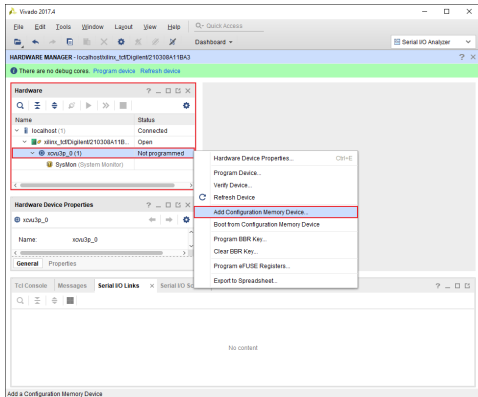 Vivado 2017.4
File Edit Tools Window Layout View Help Q- Quick Access
Dashboard Serial I/O Analyzer
HARDWARE MANAGER - localhost/xilinx_tcf/Digilent/210308A11BA3
There are no debug cores. Program device Refresh device
Hardware
Name Status
localhost (1) Connected
xilinx_tcf/Digilent/210308A11B... Open
xcvu3p_0 (1) Not programmed
SysMon (System Monitor)
Hardware Device Properties... Ctrl+E
Program Device...
Verify Device...
Refresh Device
Add Configuration Memory Device...
Boot from Configuration Memory Device
Program BBR Key...
Clear BBR Key...
Program eFUSE Registers...
Export to Spreadsheet...
Hardware Device Properties
xcvu3p_0
Name: xcvu3p_0
General Properties
Tcl Console Messages Serial I/O Links Serial I/O Sc
No content
Add a Configuration Memory Device